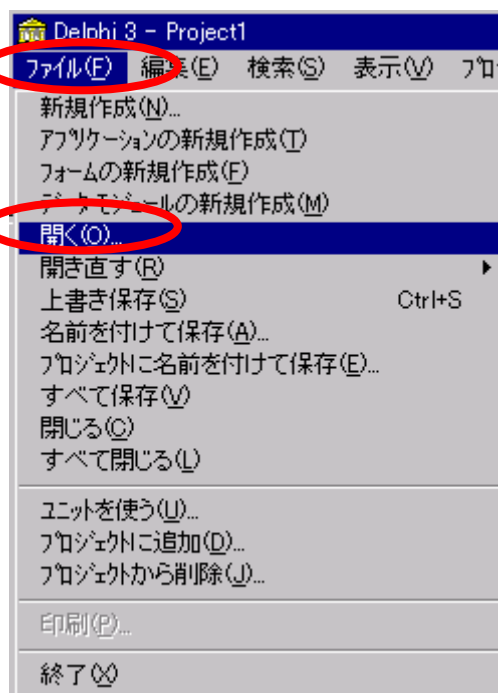 Delphi 3 - Project1
ファイル(F) 編集(E) 検索(S) 表示(V) プロ
新規作成(N)...
アプリケーションの新規作成(T)
フォームの新規作成(F)
データモジュールの新規作成(M)
開く(O)...
開き直す(R)
上書き保存(S) Ctrl+S
名前を付けて保存(A)...
プロジェクトに名前を付けて保存(E)...
すべて保存(V)
閉じる(C)
すべて閉じる(L)
ユニットを使う(U)...
プロジェクトに追加(D)...
プロジェクトから削除(J)...
印刷(P)...
終了(X)